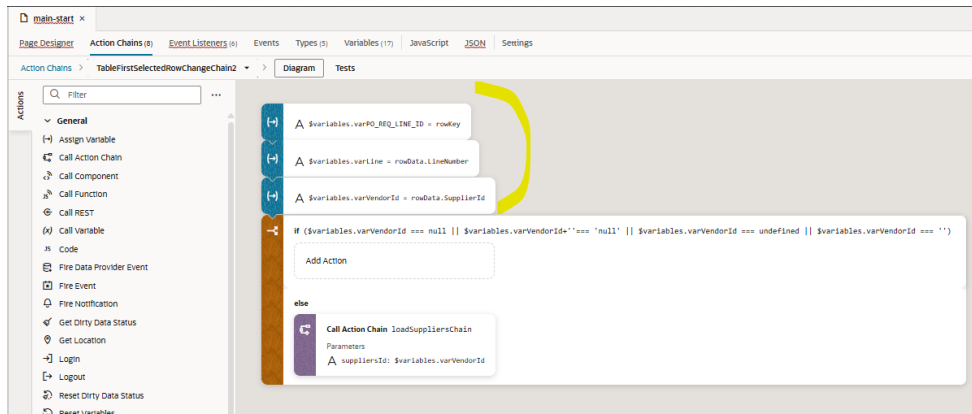 main-start ×
Page Designer Action Chains (8) Event Listeners (6) Events Types (5) Variables (17) JavaScript JSON Settings
Action Chains > TableFirstSelectedRowChangeChain2 > Diagram Tests
Actions
Filter
General
Assign Variable
Call Action Chain
Call Component
Call Function
Call REST
(x) Call Variable
JS Code
Fire Data Provider Event
Fire Event
Fire Notification
Get Dirty Data Status
Get Location
Login
Logout
Reset Dirty Data Status
Reset Variables
A $variables.varPO_REQ_LINE_ID = rowKey
A $variables.varLine = rowData.LineNumber
A $variables.varVendorId = rowData.SupplierId
if ($variables.varVendorId === null || $variables.varVendorId+''=== 'null' || $variables.varVendorId === undefined || $variables.varVendorId === '')
Add Action
else
Call Action Chain loadSuppliersChain
Parameters
A suppliersId: $variables.varVendorId